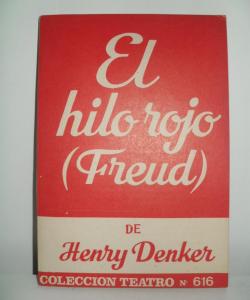 El
hilo rojo
(Freud)
DE
Henry Denker
COLECCION TEATRO Nº 616